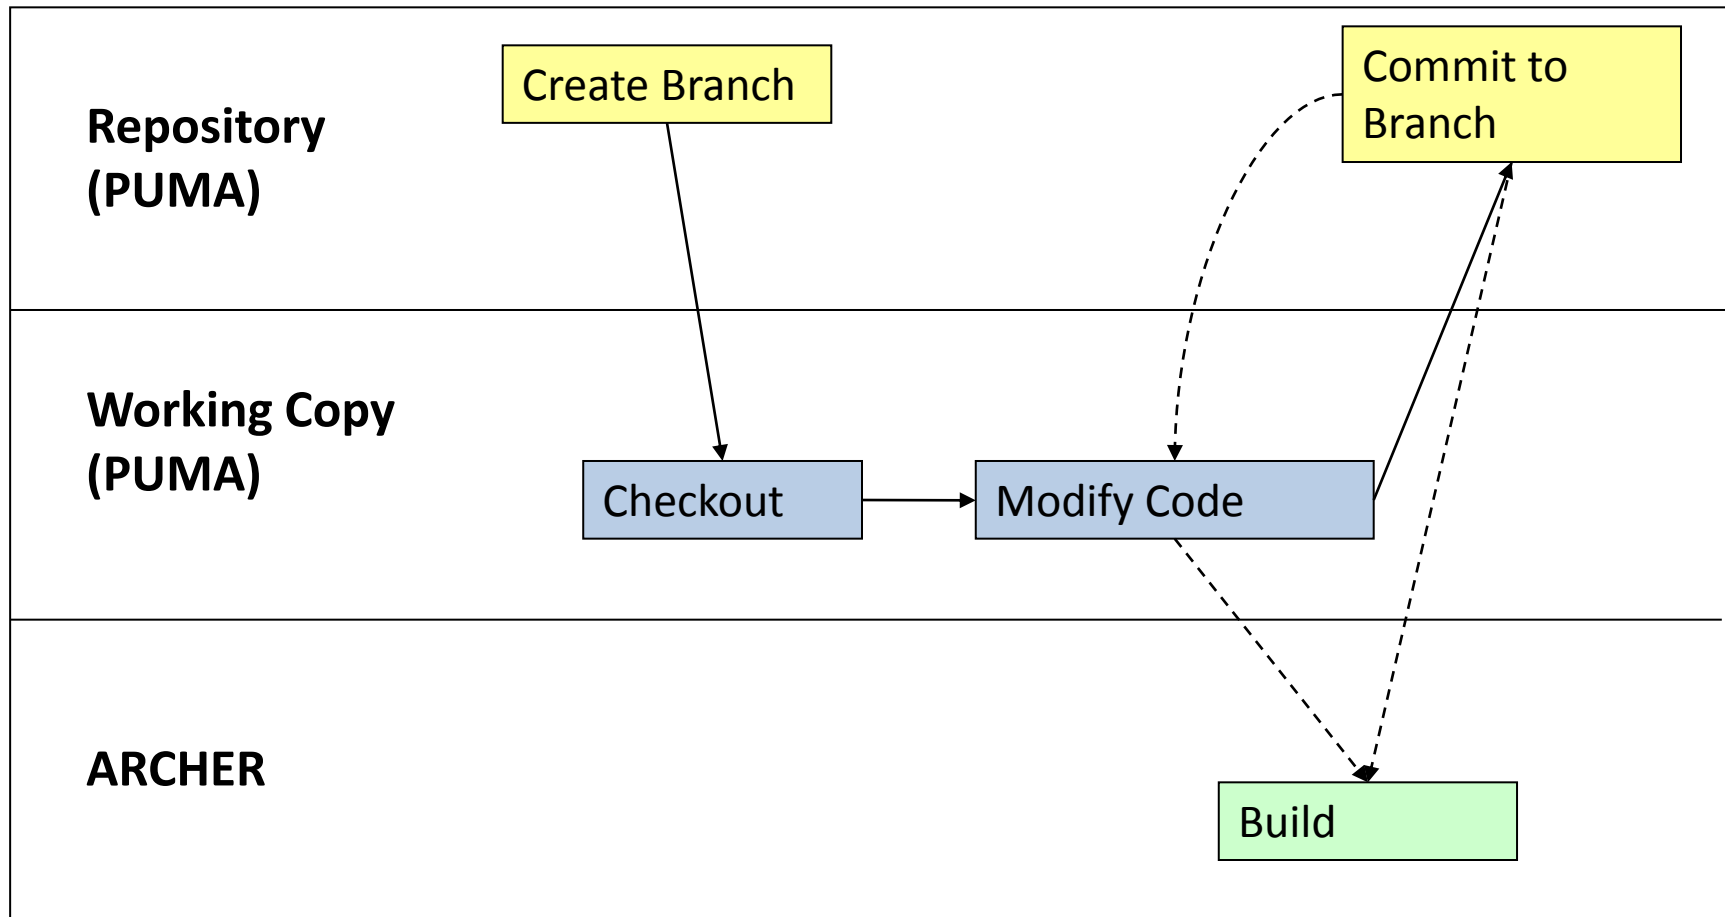 Repository
(PUMA)
Create Branch
Commit to
Branch
Working Copy
(PUMA)
Checkout
Modify Code
ARCHER
Build